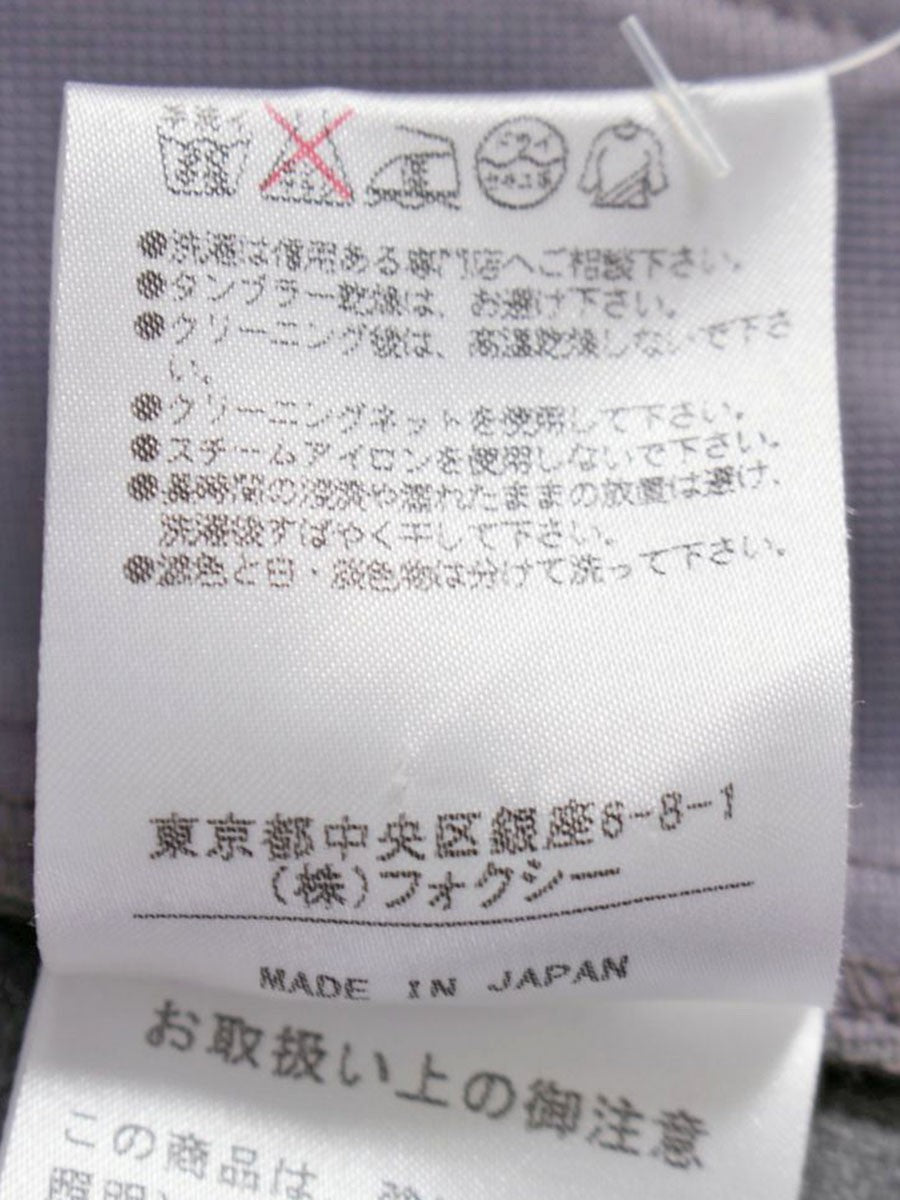 手洗イ
ドライ
セキユ系
●洗濯は信用ある専門店へご相談下さい。
●タンブラー乾燥は、お避け下さい。
●クリーニング後は、高温乾燥しないで下さ
い。
●クリーニングネットを使用して下さい。
●スチームアイロンを使用しないで下さい。
●長時間の浸漬や濡れたままの放置は避け、
洗濯後すばやく干して下さい。
●濃色と白・淡色物は分けて洗って下さい。
東京都中央区銀座6-8-1
(株)フォクシー
MADE IN JAPAN
お取扱い上の御注意
この商品は、
照明